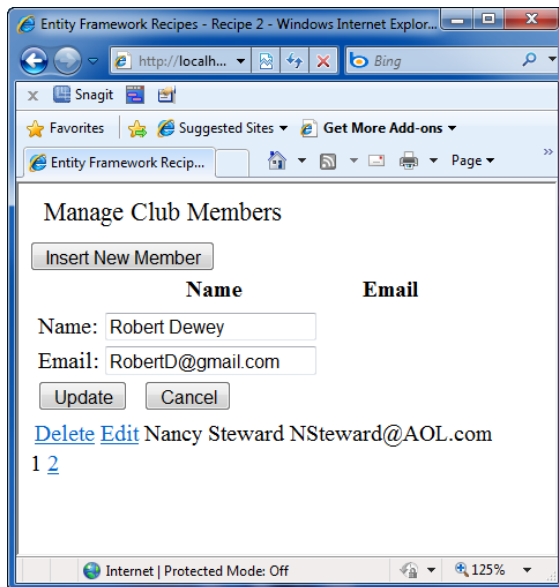 Entity Framework Recipes - Recipe 2 - Windows Internet Explor...
http://localh... Bing
x Snagit
Favorites Suggested Sites Get More Add-ons
Entity Framework Recip... Page »
Manage Club Members
Insert New Member
Name Email
Name: Robert Dewey
Email: RobertD@gmail.com
Update Cancel
Delete Edit Nancy Steward NSteward@AOL.com
1 2
Internet | Protected Mode: Off 125%